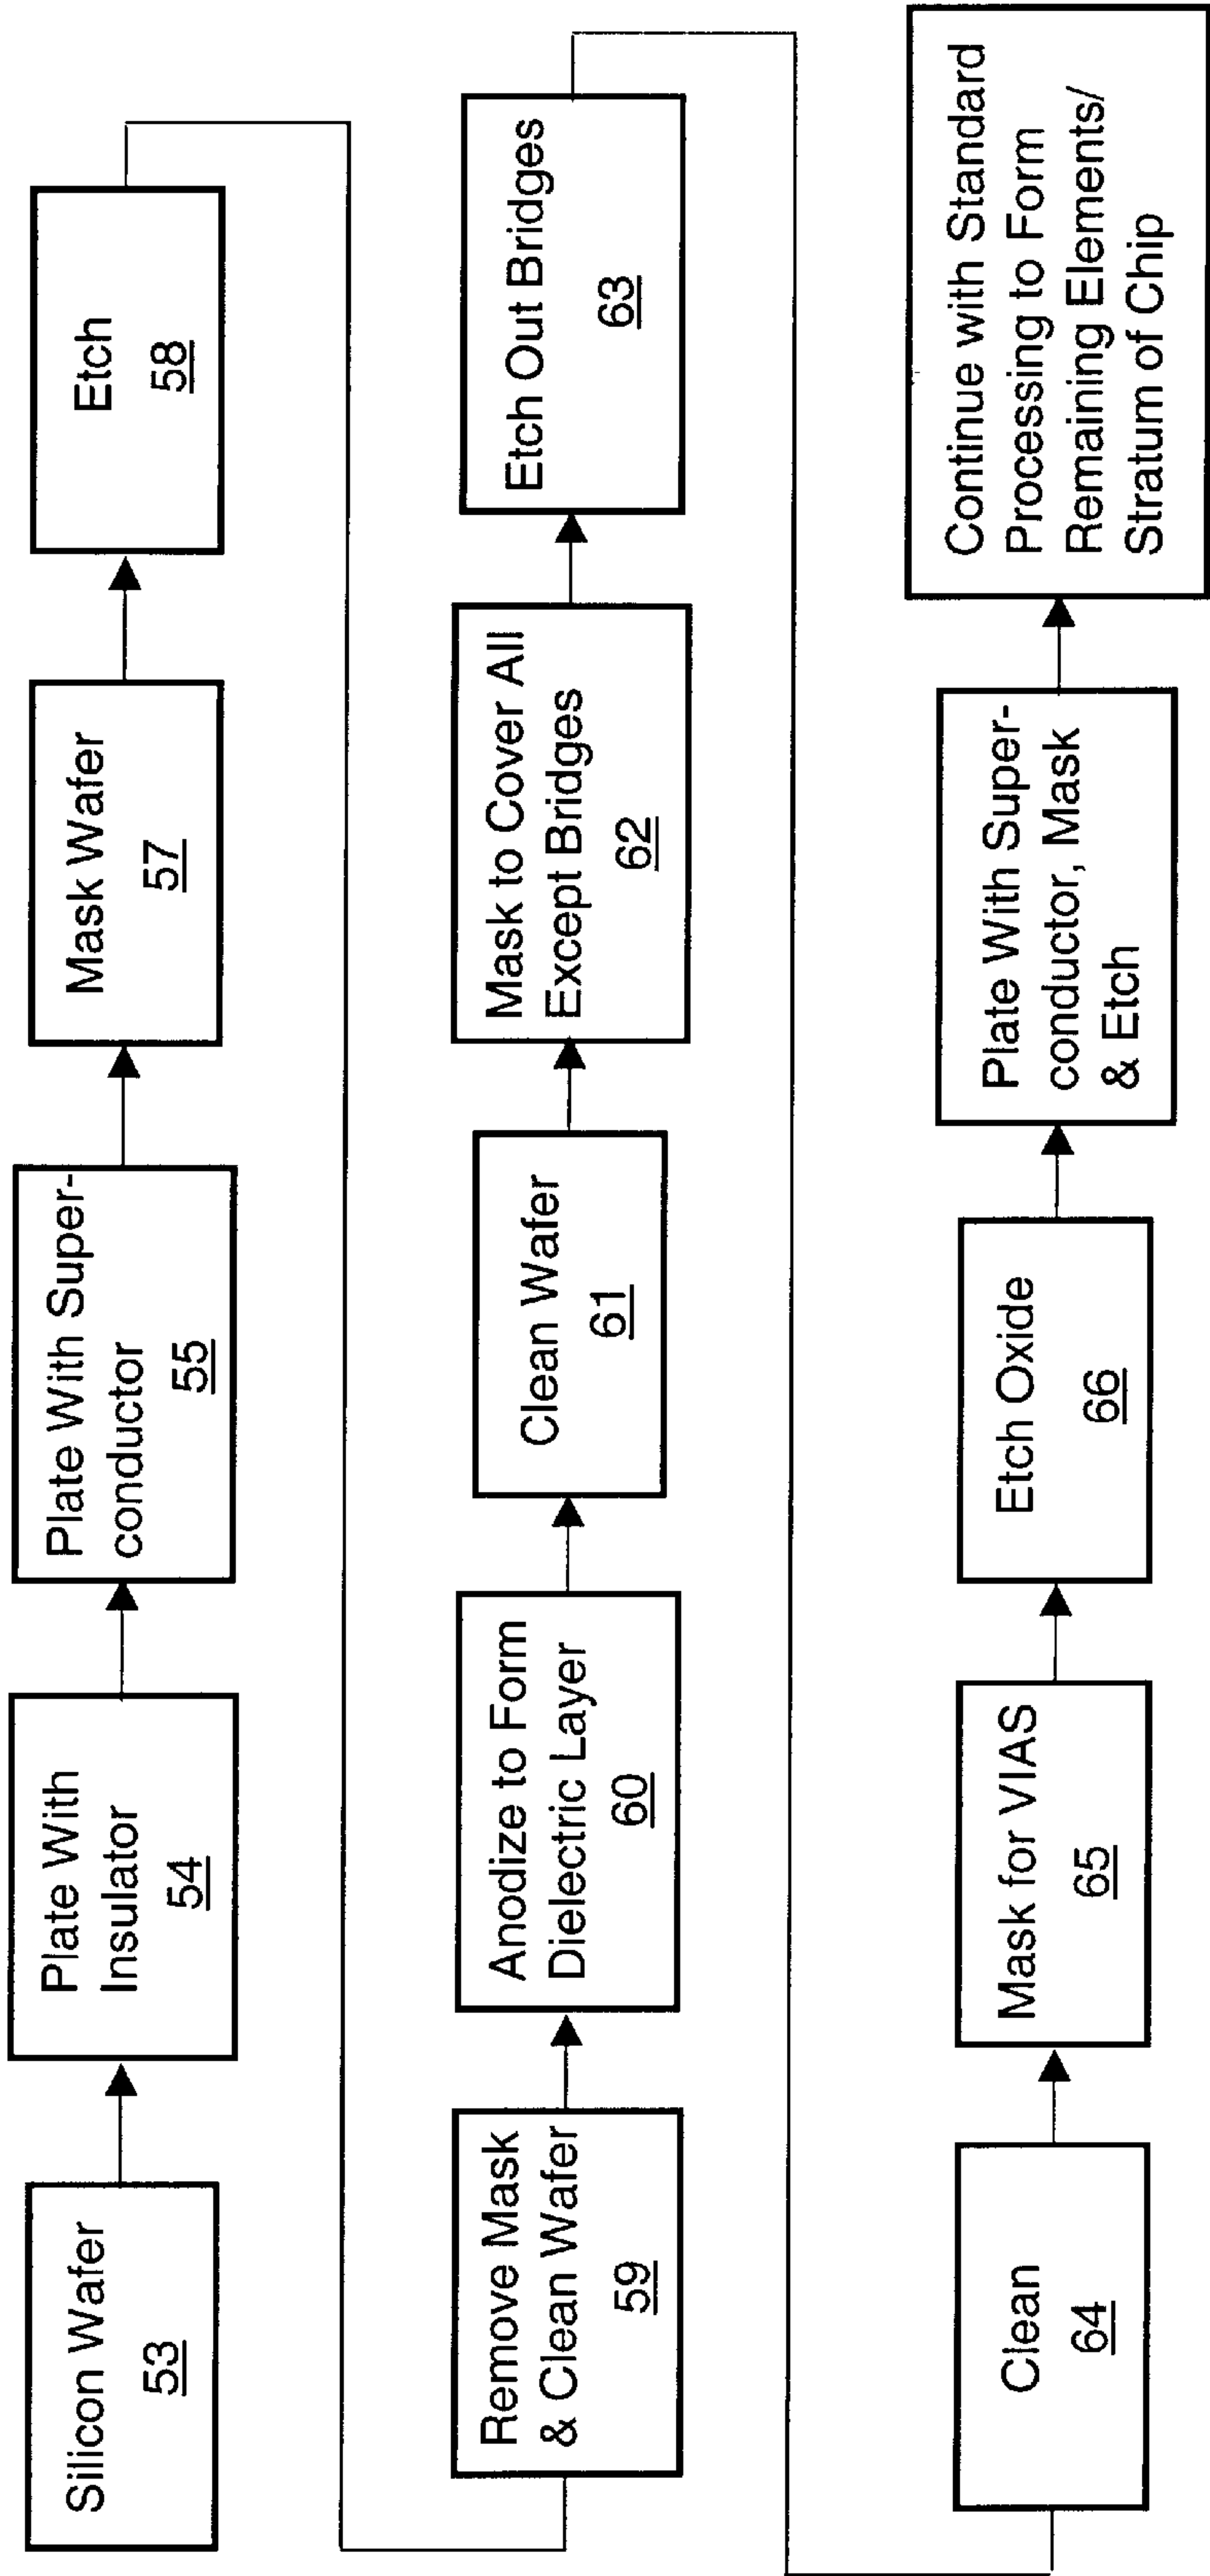 Silicon Wafer
53
Plate With
Insulator
54
Plate With Super-
conductor
55
Mask Wafer
57
Etch
58
Remove Mask
& Clean Wafer
59
Anodize to Form
Dielectric Layer
60
Clean Wafer
61
Mask to Cover All
Except Bridges
62
Etch Out Bridges
63
Clean
64
Mask for VIAS
65
Etch Oxide
66
Plate With Super-
conductor, Mask
& Etch
Continue with Standard
Processing to Form
Remaining Elements/
Stratum of Chip